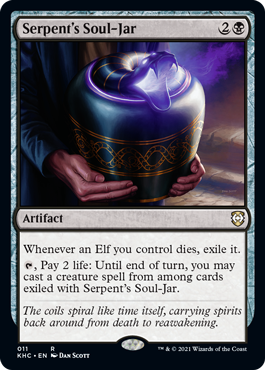 Serpent's Soul-Jar 2
Artifact
Whenever an Elf you control dies, exile it.
, Pay 2 life: Until end of turn, you may
cast a creature spell from among cards
exiled with Serpent's Soul-Jar.
The coils spiral like time itself, carrying spirits
back around from death to reawakening.
011 R
KHC • EN DAN SCOTT ™ & © 2021 Wizards of the Coast